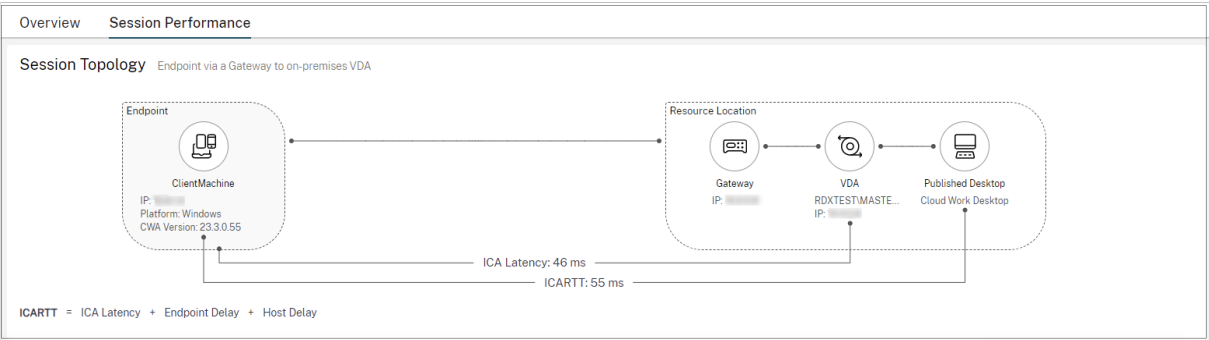 Overview Session Performance
Session Topology Endpoint via a Gateway to on-premises VDA
Endpoint
ClientMachine
IP:
Platform: Windows
CWA Version: 23.3.0.55
Resource Location
Gateway
IP:
VDA
RDXTEST\MASTE...
IP:
Published Desktop
Cloud Work Desktop
ICA Latency: 46 ms
ICARTT: 55 ms
ICARTT = ICA Latency + Endpoint Delay + Host Delay